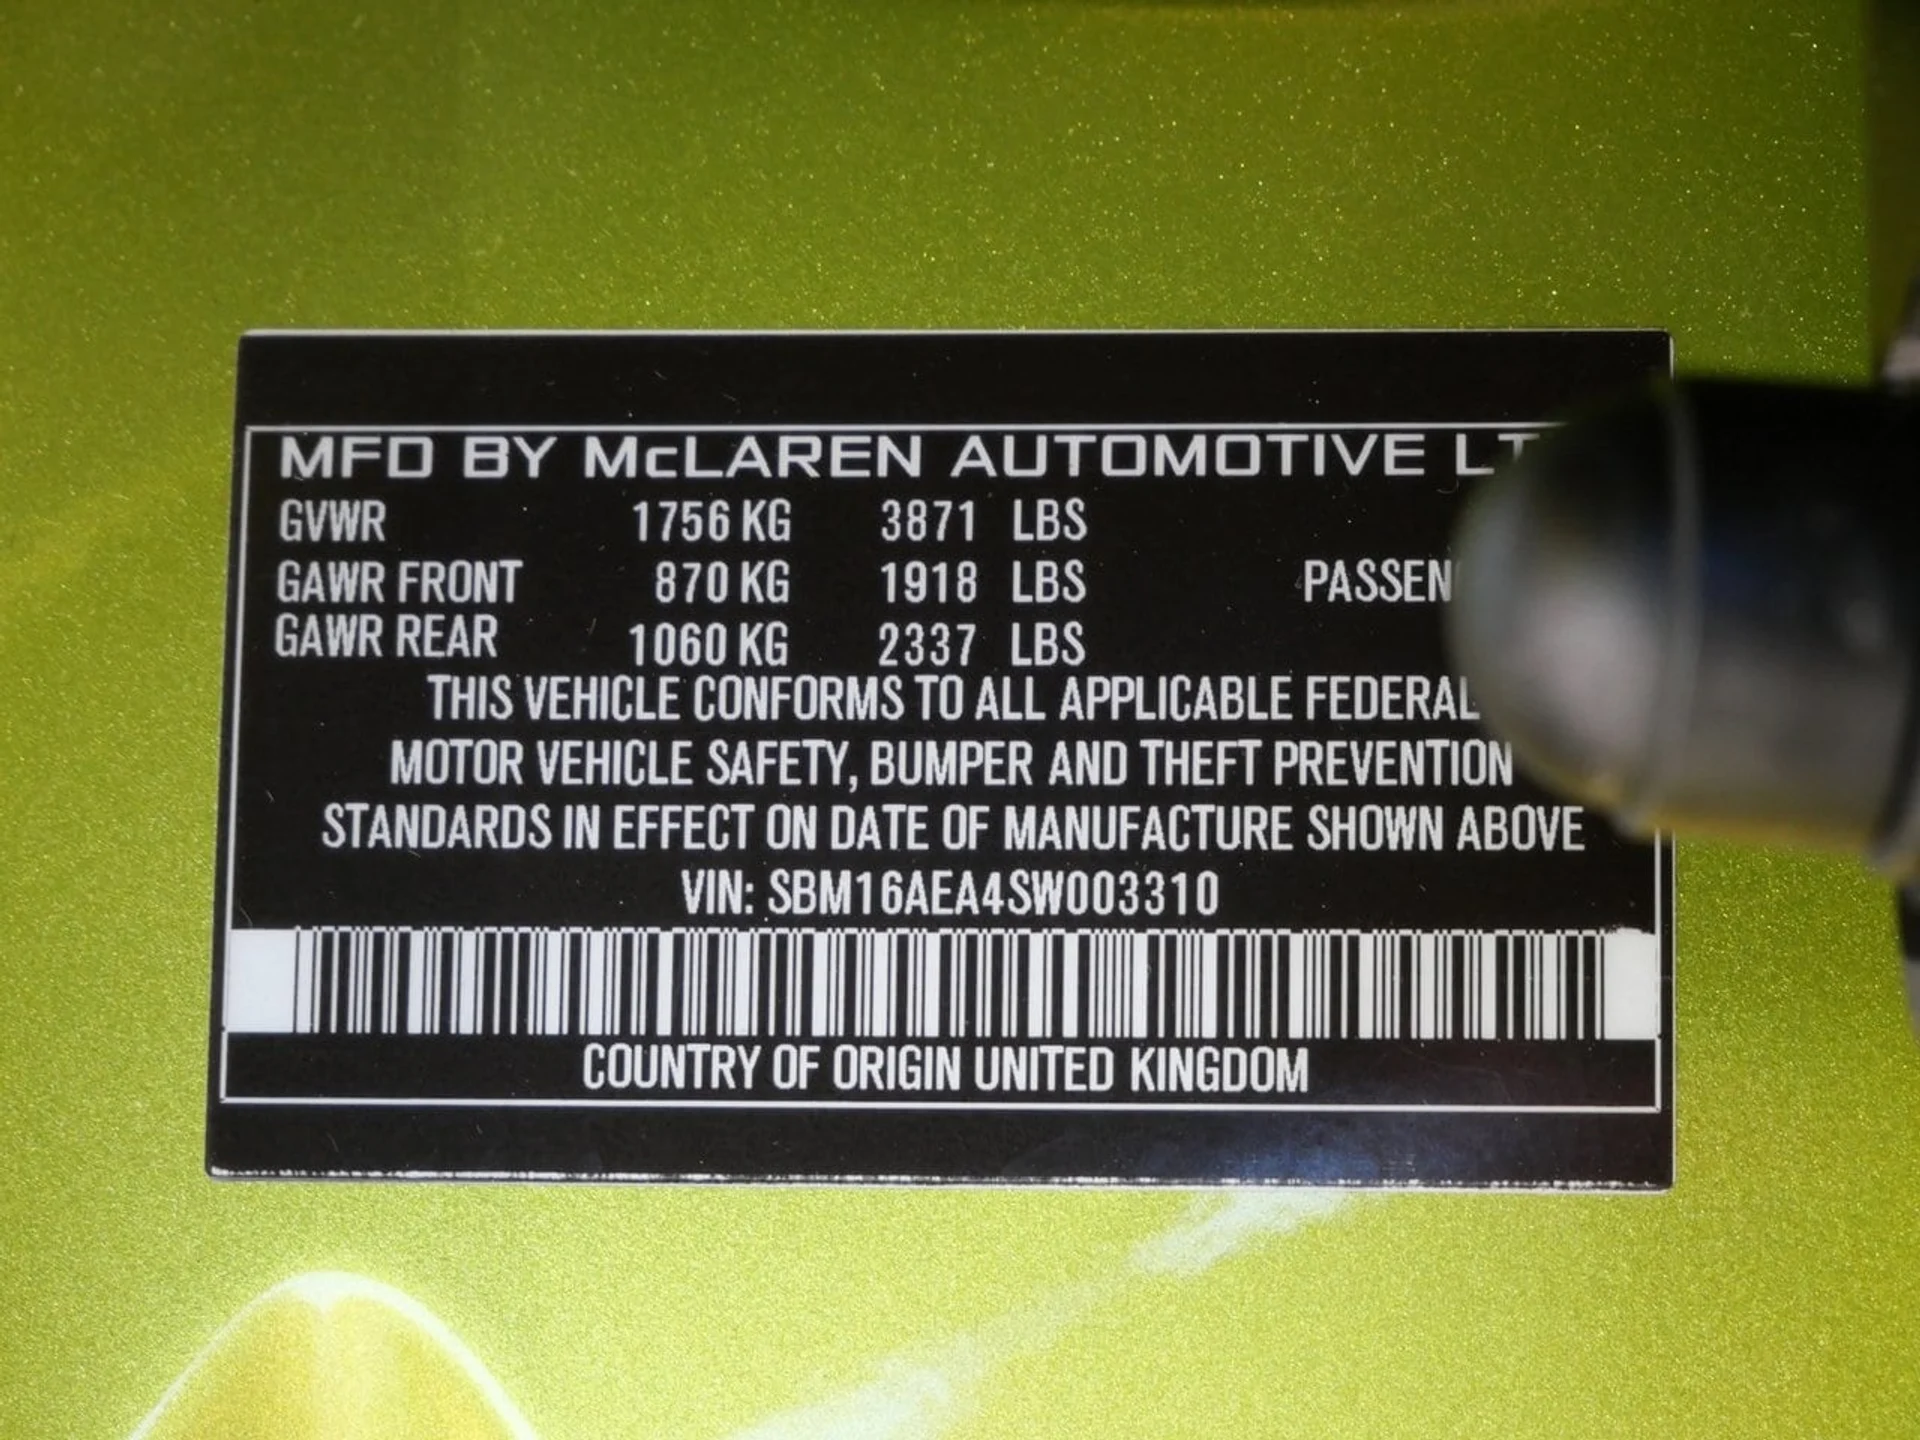 MFD BY McLAREN AUTOMOTIVE
GVWR 1756 KG 3871 LBS
GAWR FRONT 870 KG 1918 LBS
GAWR REAR 1060 KG 2337 LBS
THIS VEHICLE CONFORMS TO ALL APPLICABLE FEDERAL
MOTOR VEHICLE SAFETY, BUMPER AND THEFT PREVENTION
STANDARDS IN EFFECT ON DATE OF MANUFACTURE SHOWN ABOVE
VIN: SBM16AEA4SW003310
COUNTRY OF ORIGIN UNITED KINGDOM